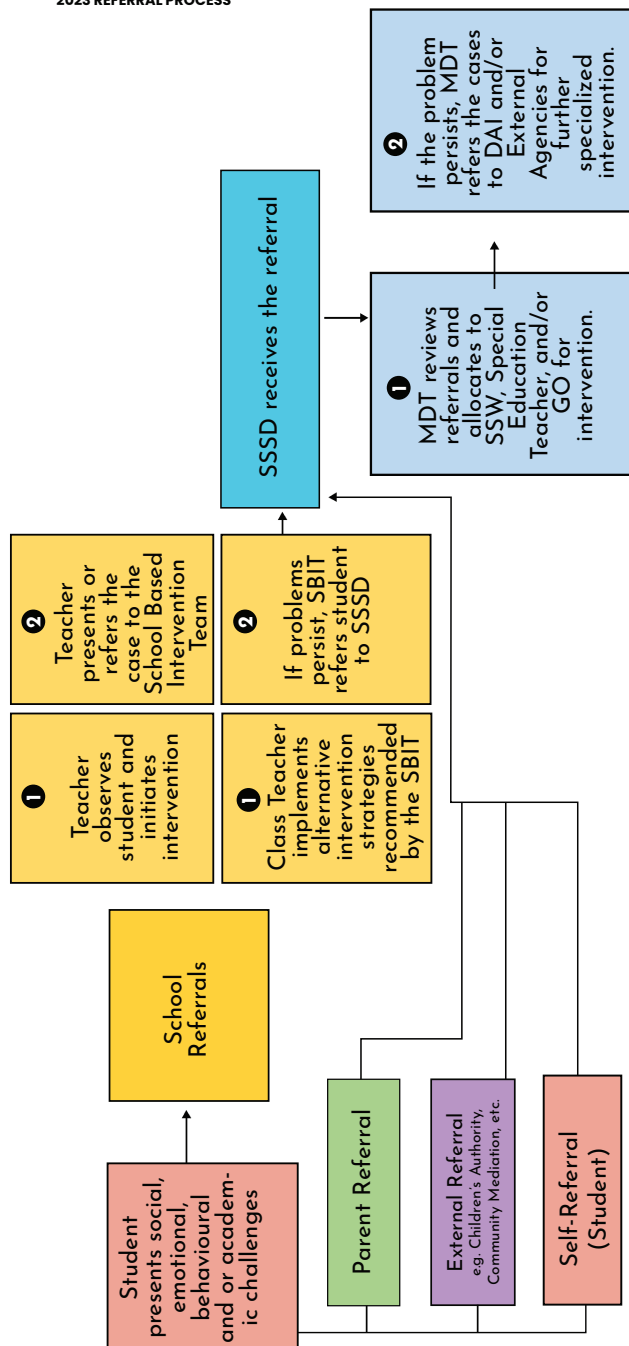 2023 REFERRAL PROCESS
Student
presents social,
emotional,
behavioural
and or academ-
ic challenges
School
Referrals
1
Teacher
observes
student and
initiates
intervention
2
Teacher
presents or
refers the
case to the
School Based
Intervention
Team
1
Class Teacher
implements
alternative
intervention
strategies
recommended
by the SBIT
2
If problems
persist, SBIT
refers student
to SSSD
Parent Referral
External Referral
e.g. Children's Authority,
Community Mediation, etc.
Self-Referral
(Student)
SSSD receives the referral
1
MDT reviews
referrals and
allocates to
SSW, Special
Education
Teacher, and/or
GO for
intervention.
2
If the problem
persists, MDT
refers the cases
to DAI and/or
External
Agencies for
further
specialized
intervention.